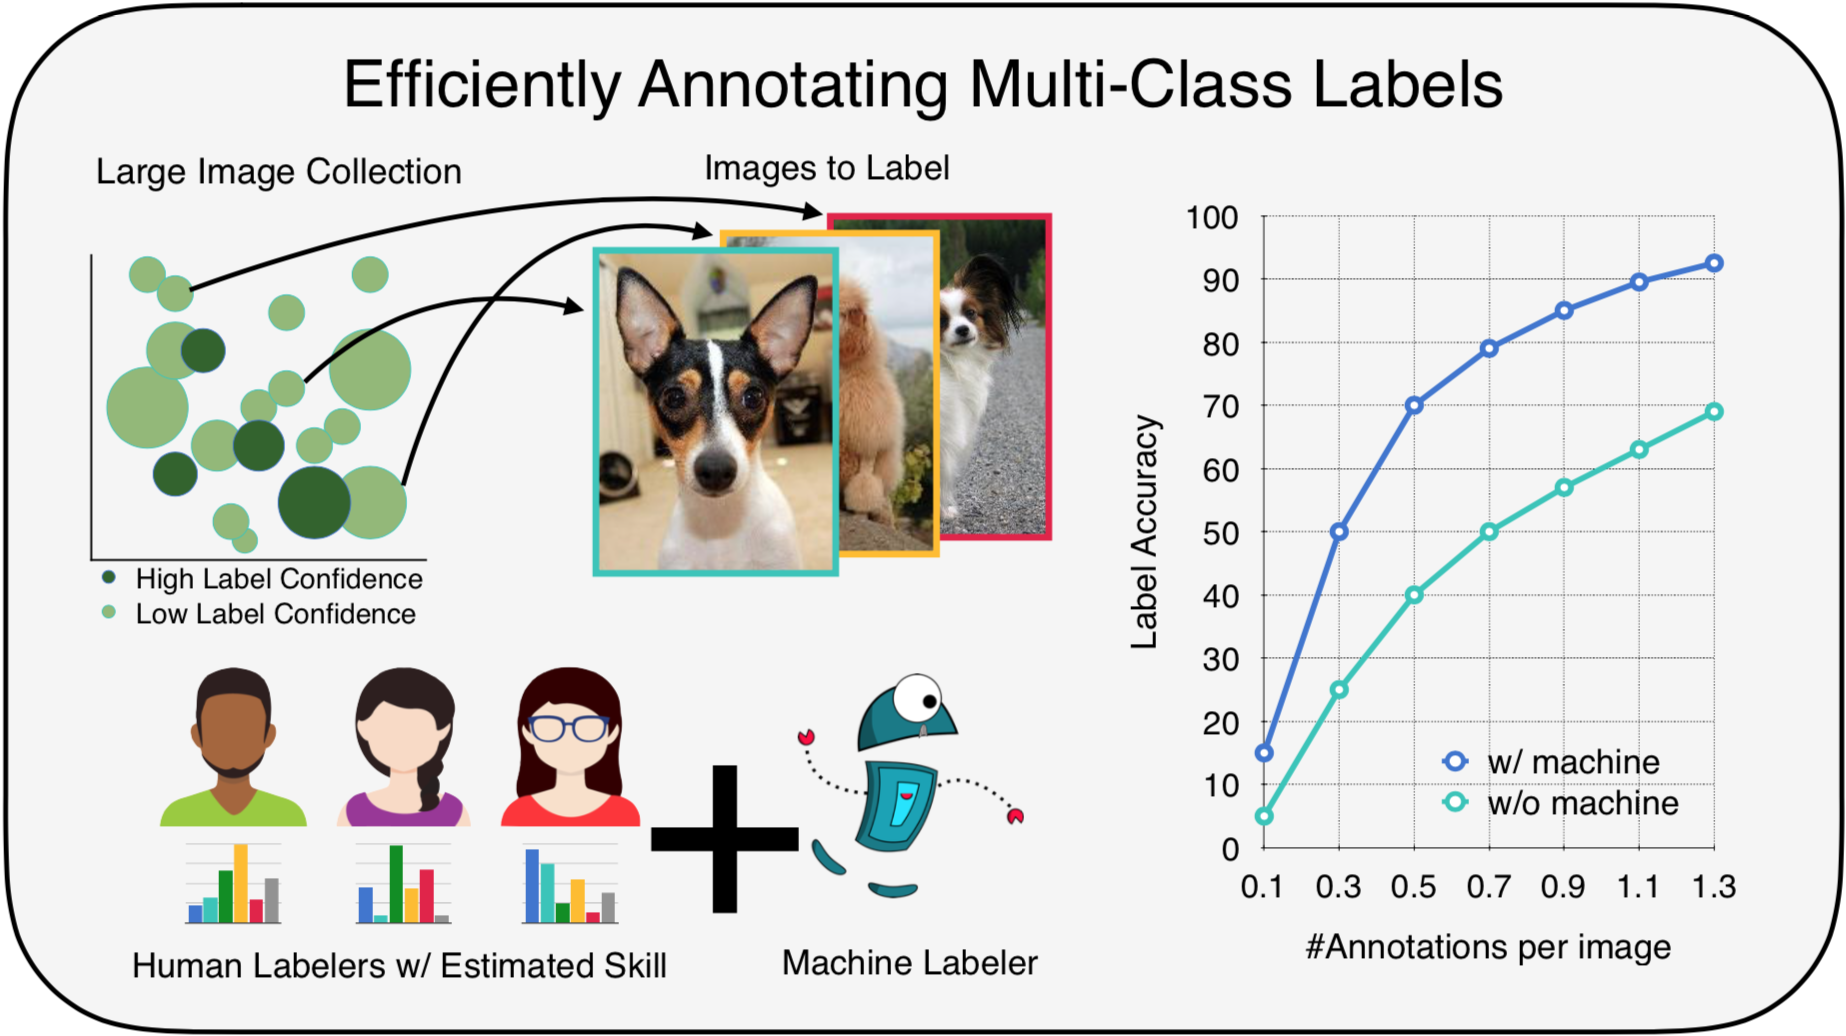 Efficiently Annotating Multi-Class Labels
Large Image Collection
Images to Label
High Label Confidence
Low Label Confidence
Human Labelers w/ Estimated Skill
Machine Labeler
Label Accuracy
100
90
80
70
60
50
40
30
20
10
0
w/ machine
w/o machine
0.1 0.3 0.5 0.7 0.9 1.1 1.3
#Annotations per image